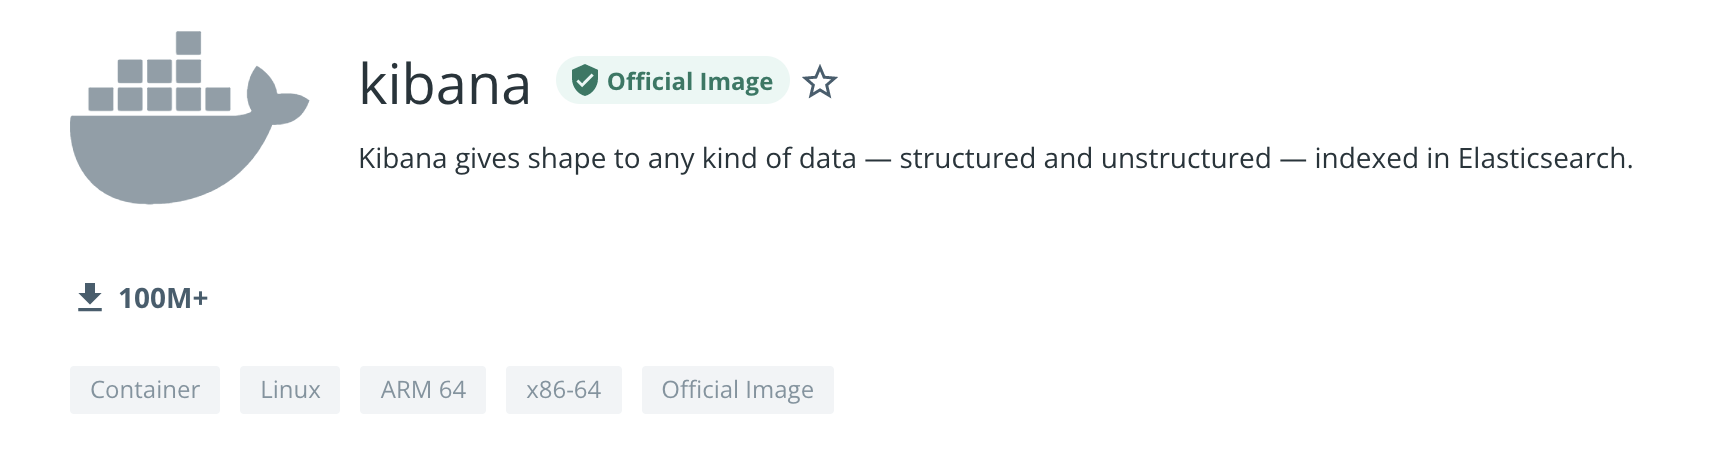 kibana Official Image
Kibana gives shape to any kind of data — structured and unstructured — indexed in Elasticsearch.
100M+
Container Linux ARM 64 x86-64 Official Image